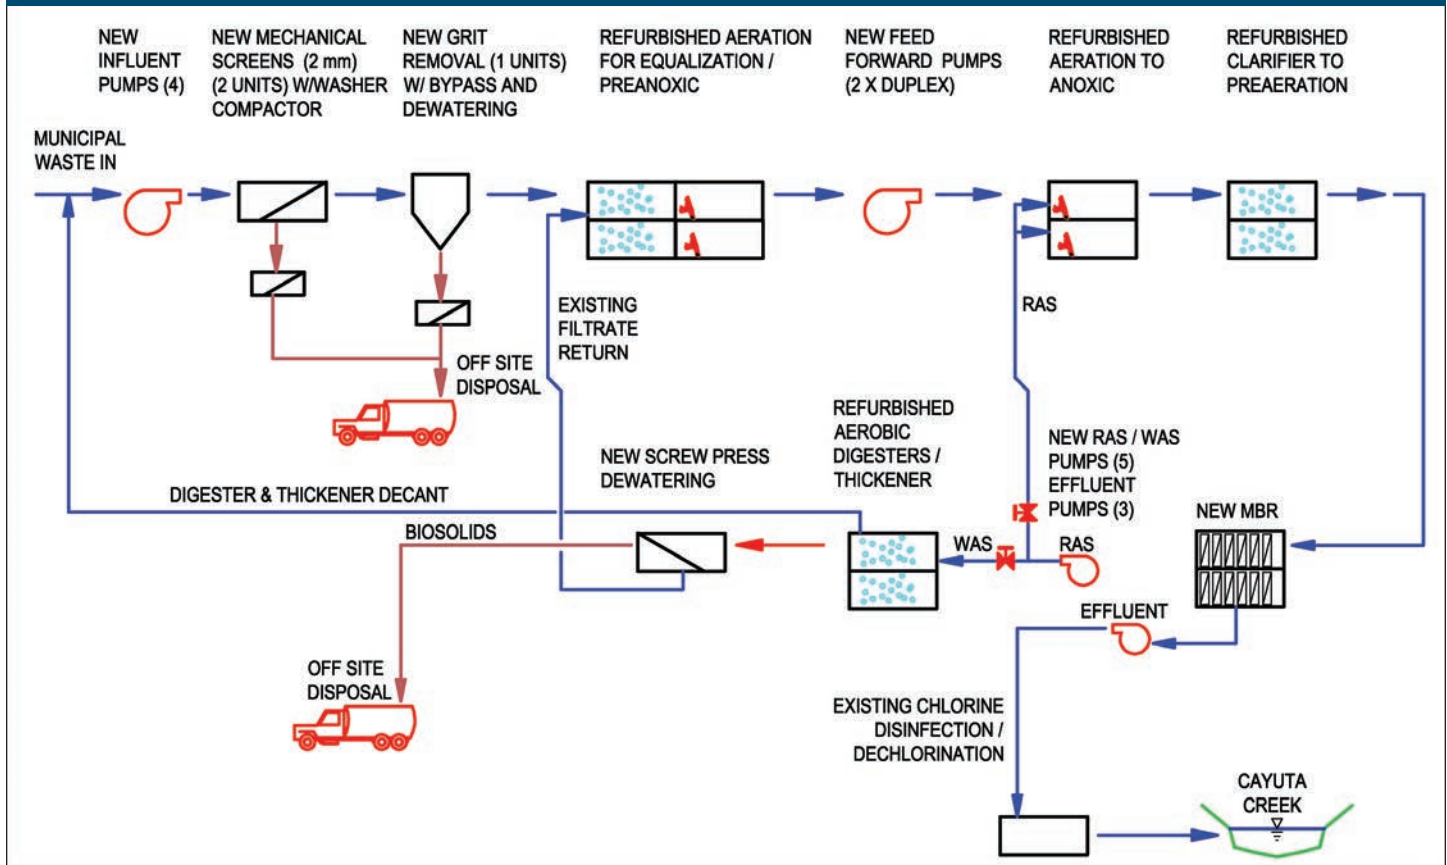 NEW
INFLUENT
PUMPS (4)
NEW MECHANICAL
SCREENS (2 mm)
(2 UNITS) W/WASHER
COMPACTOR
NEW GRIT
REMOVAL (1 UNITS)
W/ BYPASS AND
DEWATERING
REFURBISHED AERATION
FOR EQUALIZATION /
PREANOXIC
NEW FEED
FORWARD PUMPS
(2 X DUPLEX)
REFURBISHED
AERATION TO
ANOXIC
REFURBISHED
CLARIFIER TO
PREAERATION
MUNICIPAL
WASTE IN
EXISTING
FILTRATE
RETURN
RAS
OFF SITE
DISPOSAL
REFURBISHED
AEROBIC
DIGESTERS /
THICKENER
NEW RAS / WAS
PUMPS (5)
EFFLUENT
PUMPS (3)
NEW SCREW PRESS
DEWATERING
DIGESTER & THICKENER DECANT
NEW MBR
BIOSOLIDS
WAS
RAS
EFFLUENT
OFF SITE
DISPOSAL
EXISTING CHLORINE
DISINFECTION /
DECHLORINATION
CAYUTA
CREEK